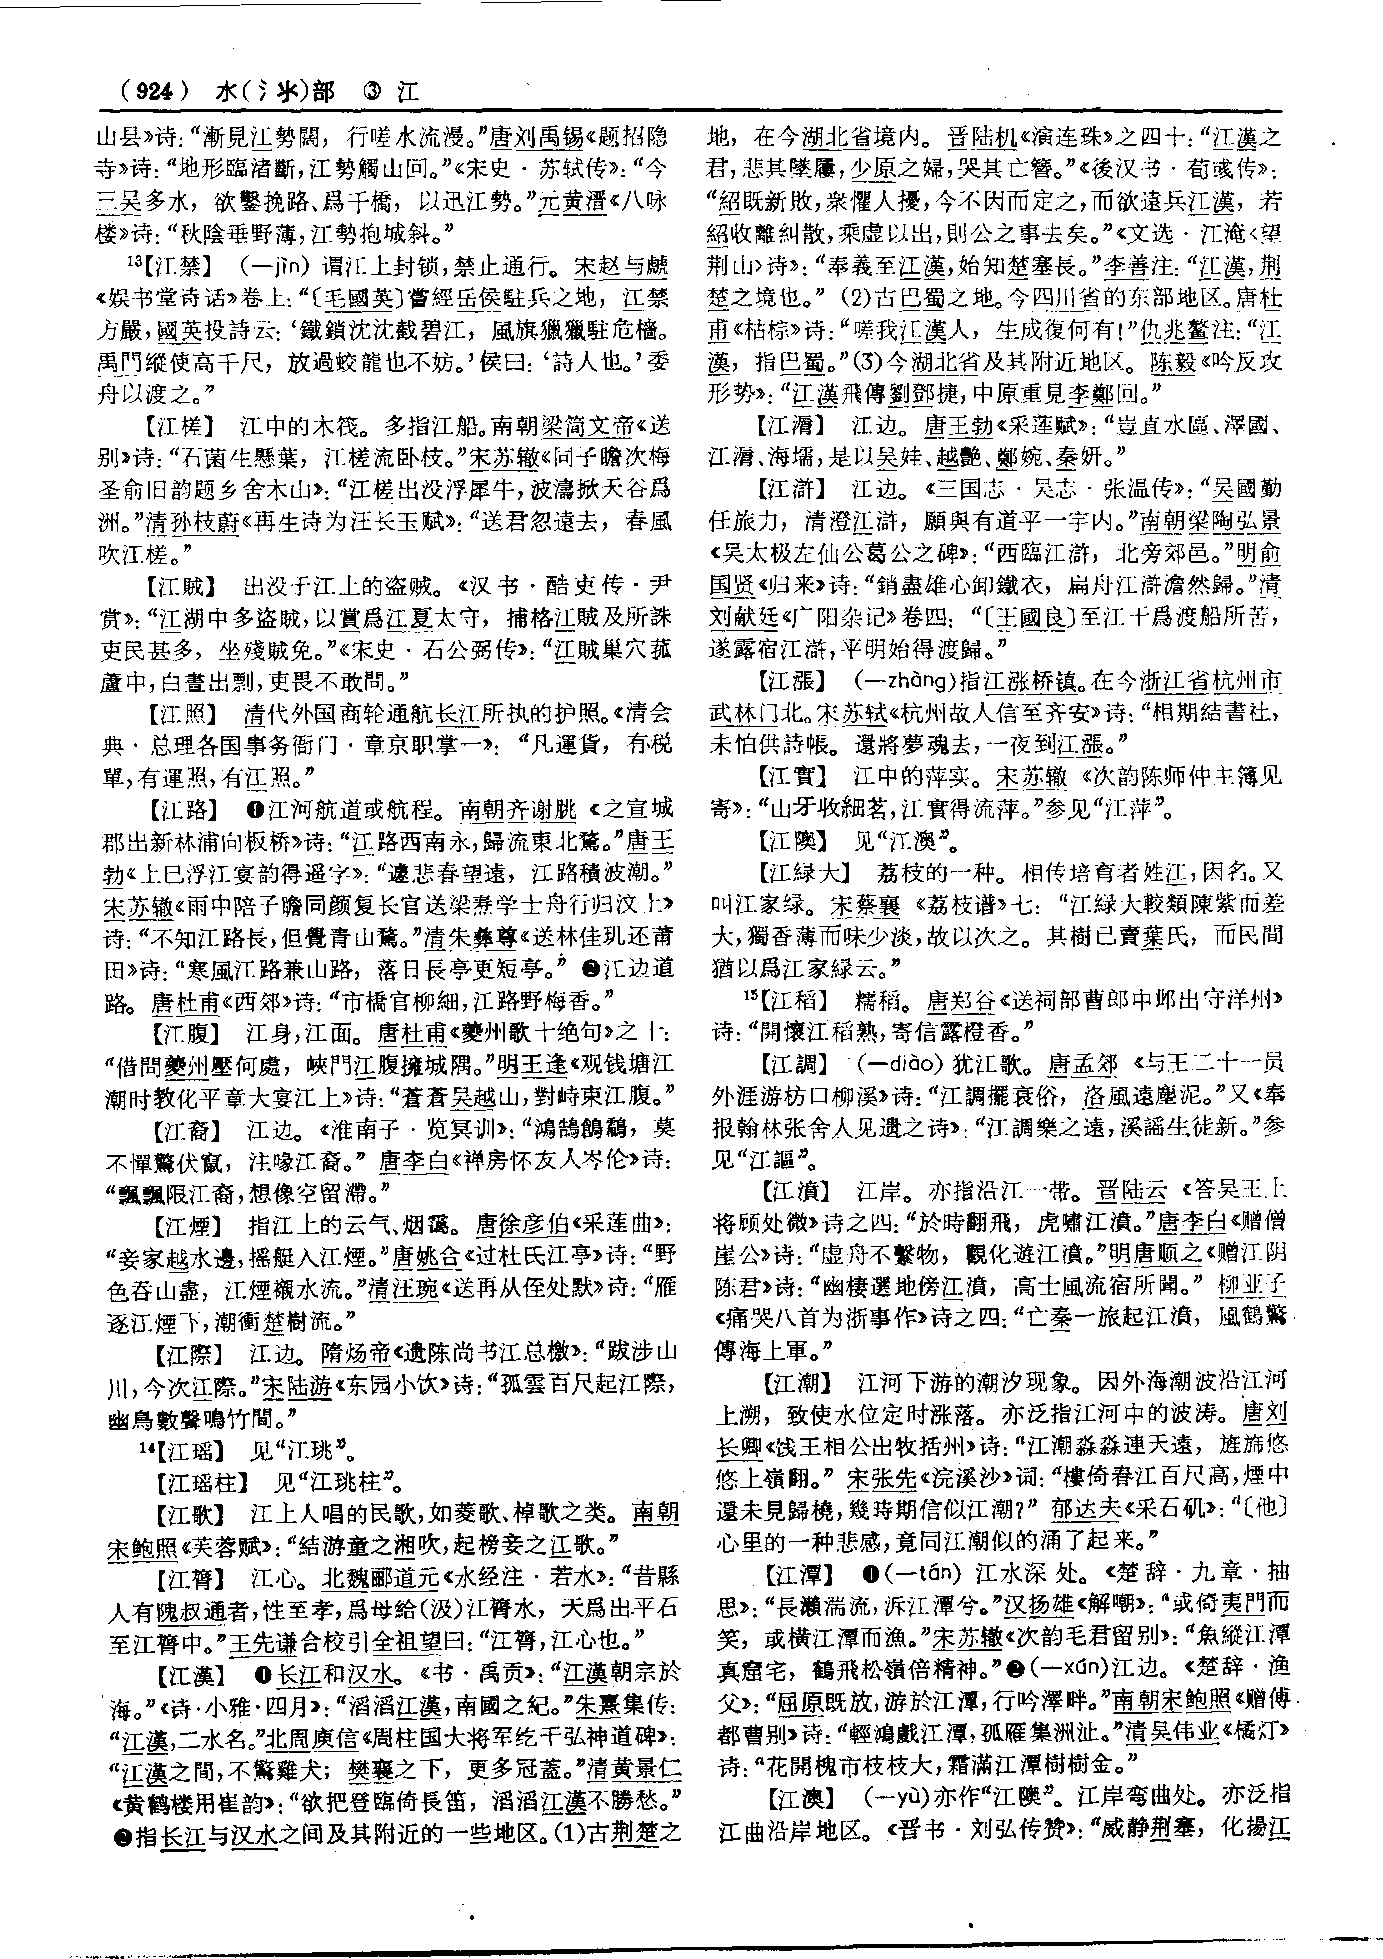 （924） 水(氵氺)部 ③ 江
山县》诗：“漸見江勢闊，行嗟水流漫。”唐刘禹锡《题招隐
寺》诗：“地形臨渚斷，江勢觸山回。”《宋史·苏轼传》：“今
三吴多水，欲鑿挽路、爲千橋，以迅江勢。”元黄溍《八咏
楼》诗：“秋陰垂野薄，江勢抱城斜。”
13【江禁】 (—jìn) 谓江上封锁，禁止通行。宋赵与虤
《娱书堂诗话》卷上：“〔毛國英〕嘗經岳侯駐兵之地，江禁
方嚴，國英投詩云：‘鐵鎖沈沈截碧江，風旗獵獵駐危檣。
禹門縱使高千尺，放過蛟龍也不妨。’侯曰：‘詩人也。’委
舟以渡之。”
【江槎】 江中的木筏。多指江船。南朝梁简文帝《送
别》诗：“石菌生懸葉，江槎流卧枝。”宋苏辙《同子瞻次梅
圣俞旧韵题乡舍木山》：“江槎出没浮犀牛，波濤掀天谷爲
洲。”清孙枝蔚《再生诗为汪长玉赋》：“送君忽遠去，春風
吹江槎。”
【江賊】 出没于江上的盗贼。《汉书·酷吏传·尹
赏》：“江湖中多盜賊，以賞爲江夏太守，捕格江賊及所誅
吏民甚多，坐殘賊免。”《宋史·石公弼传》：“江賊巢穴菰
蘆中，白晝出剽，吏畏不敢問。”
【江照】 清代外国商轮通航长江所执的护照。《清会
典·总理各国事务衙门·章京职掌一》：“凡運貨，有税
單，有運照，有江照。”
【江路】 ❶江河航道或航程。南朝齐谢朓《之宣城
郡出新林浦向板桥》诗：“江路西南永，歸流東北騖。”唐王
勃《上巳浮江宴韵得遥字》：“遽悲春望遠，江路積波潮。”
宋苏辙《雨中陪子瞻同颜复长官送梁焘学士舟行归汶上》
诗：“不知江路長，但覺青山騖。”清朱彝尊《送林佳玑还莆
田》诗：“寒風江路兼山路，落日長亭更短亭。”❷江边道
路。唐杜甫《西郊》诗：“市橋官柳細，江路野梅香。”
【江腹】 江身，江面。唐杜甫《夔州歌十绝句》之十：
“借問夔州壓何處，峽門江腹擁城隅。”明王逢《观钱塘江
潮时教化平章大宴江上》诗：“蒼蒼吴越山，對峙束江腹。”
【江裔】 江边。《淮南子·览冥训》：“鴻鵠鶬鸖，莫
不憚驚伏竄，注喙江裔。”唐李白《禅房怀友人岑伦》诗：
“飄飄限江裔，想像空留滯。”
【江煙】 指江上的云气、烟霭。唐徐彦伯《采莲曲》：
“妾家越水邊，摇艇入江煙。”唐姚合《过杜氏江亭》诗：“野
色吞山盡，江煙襯水流。”清汪琬《送再从侄处默》诗：“雁
逐江煙下，潮衝楚樹流。”
【江際】 江边。隋炀帝《遗陈尚书江总檄》：“跋涉山
川，今次江際。”宋陆游《东园小饮》诗：“孤雲百尺起江際，
幽鳥數聲鳴竹間。”
14【江瑶】 见“江珧”。
【江瑶柱】 见“江珧柱”。
【江歌】 江上人唱的民歌，如菱歌、棹歌之类。南朝
宋鲍照《芙蓉赋》：“結游童之湘吹，起榜妾之江歌。”
【江膂】 江心。北魏郦道元《水经注·若水》：“昔縣
人有隗叔通者，性至孝，爲母給(汲)江膂水，天爲出平石
至江膂中。”王先谦合校引全祖望曰：“江膂，江心也。”
【江漢】 ❶长江和汉水。《书·禹贡》：“江漢朝宗於
海。”《诗·小雅·四月》：“滔滔江漢，南國之紀。”朱熹集传：
“江漢，二水名。”北周庾信《周柱国大将军纥干弘神道碑》：
“江漢之間，不驚雞犬；樊襄之下，更多冠蓋。”清黄景仁
《黄鹤楼用崔韵》：“欲把登臨倚長笛，滔滔江漢不勝愁。”
❷指长江与汉水之间及其附近的一些地区。(1)古荆楚之
地，在今湖北省境内。晋陆机《演连珠》之四十：“江漢之
君，悲其墜屨，少原之婦，哭其亡簪。”《後汉书·荀彧传》：
“紹既新敗，衆懼人擾，今不因而定之，而欲遠兵江漢，若
紹收離糾散，乘虚以出，則公之事去矣。”《文选·江淹〈望
荆山〉诗》：“奉義至江漢，始知楚塞長。”李善注：“江漢，荆
楚之境也。”(2)古巴蜀之地。今四川省的东部地区。唐杜
甫《枯棕》诗：“嗟我江漢人，生成復何有！”仇兆鳌注：“江
漢，指巴蜀。”(3)今湖北省及其附近地区。陈毅《吟反攻
形势》：“江漢飛傳劉鄧捷，中原重見李鄭回。”
【江漘】 江边。唐王勃《采莲赋》：“豈直水區、澤國、
江漘、海壖，是以吴娃、越艷、鄭婉、秦妍。”
【江滸】 江边。《三国志·吴志·张温传》：“吴國勤
任旅力，清澄江滸，願與有道平一宇内。”南朝梁陶弘景
《吴太极左仙公葛公之碑》：“西臨江滸，北旁郊邑。”明俞
国贤《归来》诗：“銷盡雄心卸鐵衣，扁舟江滸澹然歸。”清
刘献廷《广阳杂记》卷四：“〔王國良〕至江干爲渡船所苦，
遂露宿江滸，平明始得渡歸。”
【江漲】 (—zhàng)指江涨桥镇。在今浙江省杭州市
武林门北。宋苏轼《杭州故人信至齐安》诗：“相期結書社，
未怕供詩帳。還將夢魂去，一夜到江漲。”
【江實】 江中的萍实。宋苏辙《次韵陈师仲主簿见
寄》：“山牙收細茗，江實得流萍。”参见“江萍”。
【江隩】 见“江澳”。
【江緑大】 荔枝的一种。相传培育者姓江，因名。又
叫江家绿。宋蔡襄《荔枝谱》七：“江緑大較類陳紫而差
大，獨香薄而味少淡，故以次之。其樹已賣葉氏，而民間
猶以爲江家緑云。”
15【江稻】 糯稻。唐郑谷《送祠部曹郎中邺出守洋州》
诗：“開懷江稻熟，寄信露橙香。”
【江調】 (—diào) 犹江歌。唐孟郊《与王二十一员
外涯游枋口柳溪》诗：“江調擺衰俗，洛風遠塵泥。”又《奉
报翰林张舍人见遗之诗》：“江調樂之遠，溪謡生徒新。”参
见“江謳”。
【江濆】 江岸。亦指沿江一带。晋陆云《答吴王上
将顾处微》诗之四：“於時翻飛，虎嘯江濆。”唐李白《赠僧
崖公》诗：“虚舟不繫物，觀化遊江濆。”明唐顺之《赠江阴
陈君》诗：“幽棲選地傍江濆，高士風流宿所聞。”柳亚子
《痛哭八首为浙事作》诗之四：“亡秦一旅起江濆，風鶴驚
傳海上軍。”
【江潮】 江河下游的潮汐现象。因外海潮波沿江河
上溯，致使水位定时涨落。亦泛指江河中的波涛。唐刘
长卿《饯王相公出牧括州》诗：“江潮淼淼連天遠，旌旆悠
悠上嶺翻。”宋张先《浣溪沙》词：“樓倚春江百尺高，煙中
還未見歸橈，幾時期信似江潮？”郁达夫《采石矶》：“〔他〕
心里的一种悲感，竟同江潮似的涌了起来。”
【江潭】 ❶(—tán) 江水深处。《楚辞·九章·抽
思》：“長瀨湍流，泝江潭兮。”汉扬雄《解嘲》：“或倚夷門而
笑，或横江潭而漁。”宋苏辙《次韵毛君留别》：“魚縱江潭
真窟宅，鶴飛松嶺倍精神。”❷(—xún)江边。《楚辞·渔
父》：“屈原既放，游於江潭，行吟澤畔。”南朝宋鲍照《赠傅
都曹别》诗：“輕鴻戲江潭，孤雁集洲沚。”清吴伟业《橘灯》
诗：“花開槐市枝枝大，霜滿江潭樹樹金。”
【江澳】 (—yù)亦作“江隩”。江岸弯曲处。亦泛指
江曲沿岸地区。《晋书·刘弘传赞》：“威静荆塞，化揚江